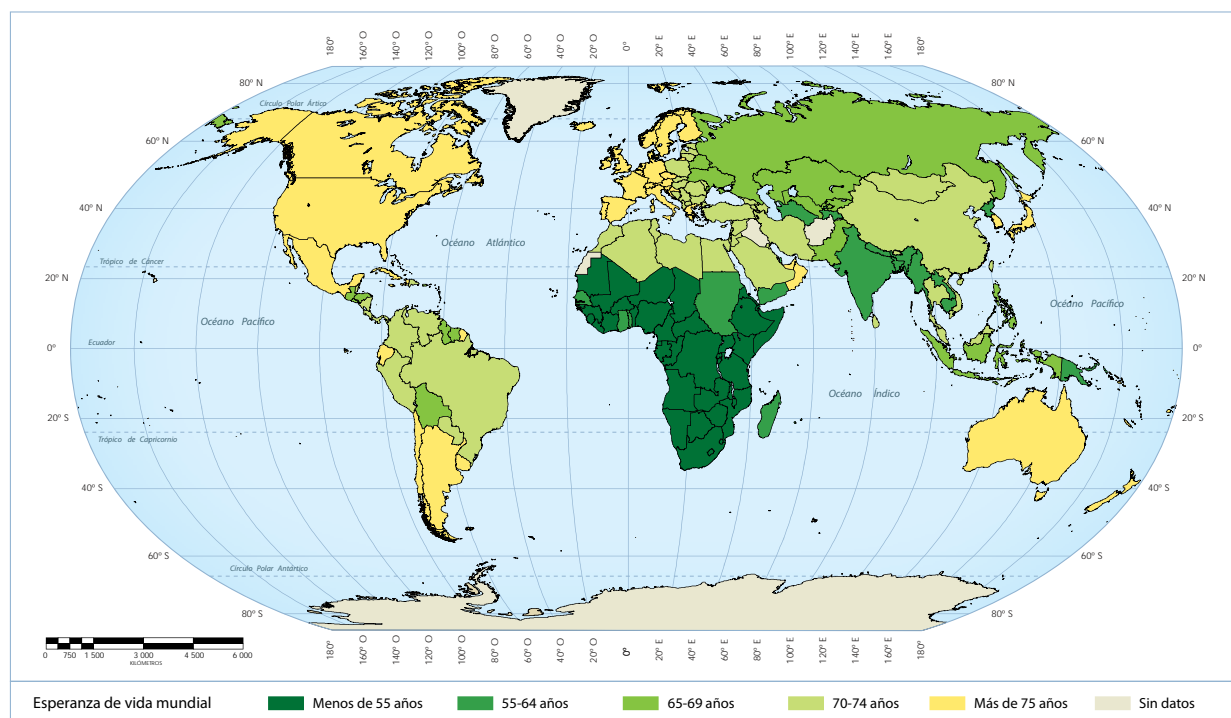 180° 160° O 140° O 120° O 100° O 80° O 60° O 40° O 20° O 0° 20° E 40° E 60° E 80° E 100° E 120° E 140° E 160° E 180°
80° N 80° N
Círculo Polar Ártico
60° N 60° N
40° N 40° N
Océano Atlántico
Trópico de Cáncer
20° N 20° N
Océano Pacífico Océano Pacífico
Ecuador
0° 0°
Océano Índico
20° S 20° S
Trópico de Capricornio
40° S 40° S
60° S 60° S
Círculo Polar Antártico
80° S 80° S
180° 160° O 140° O 120° O 100° O 80° O 60° O 40° O 20° O 0° 20° E 40° E 60° E 80° E 100° E 120° E 140° E 160° E 180°
0 750 1 500 3 000 4 500 6 000
KILÓMETROS
Esperanza de vida mundial Menos de 55 años 55-64 años 65-69 años 70-74 años Más de 75 años Sin datos